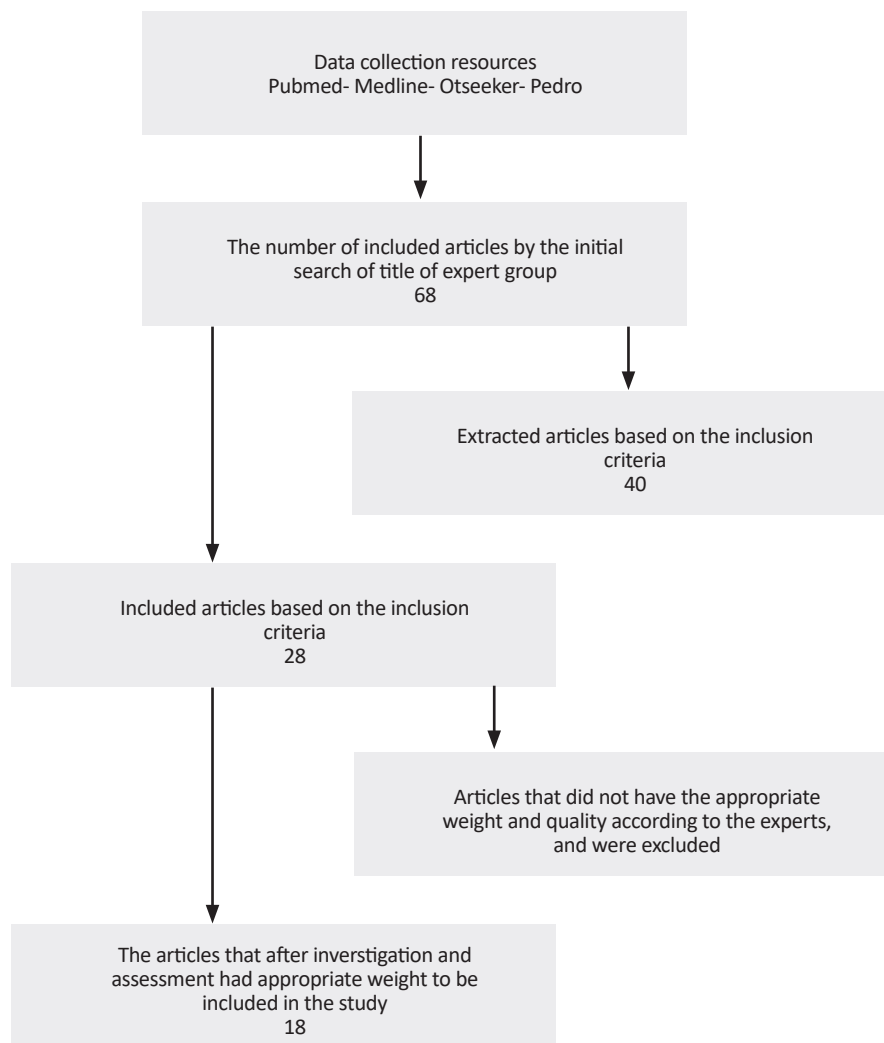 Data collection resources
Pubmed- Medline- Otseeker- Pedro
The number of included articles by the initial
search of title of expert group
68
Extracted articles based on the inclusion
criteria
40
Included articles based on the inclusion
criteria
28
Articles that did not have the appropriate
weight and quality according to the experts,
and were excluded
The articles that after inverstigation and
assessment had appropriate weight to be
included in the study
18